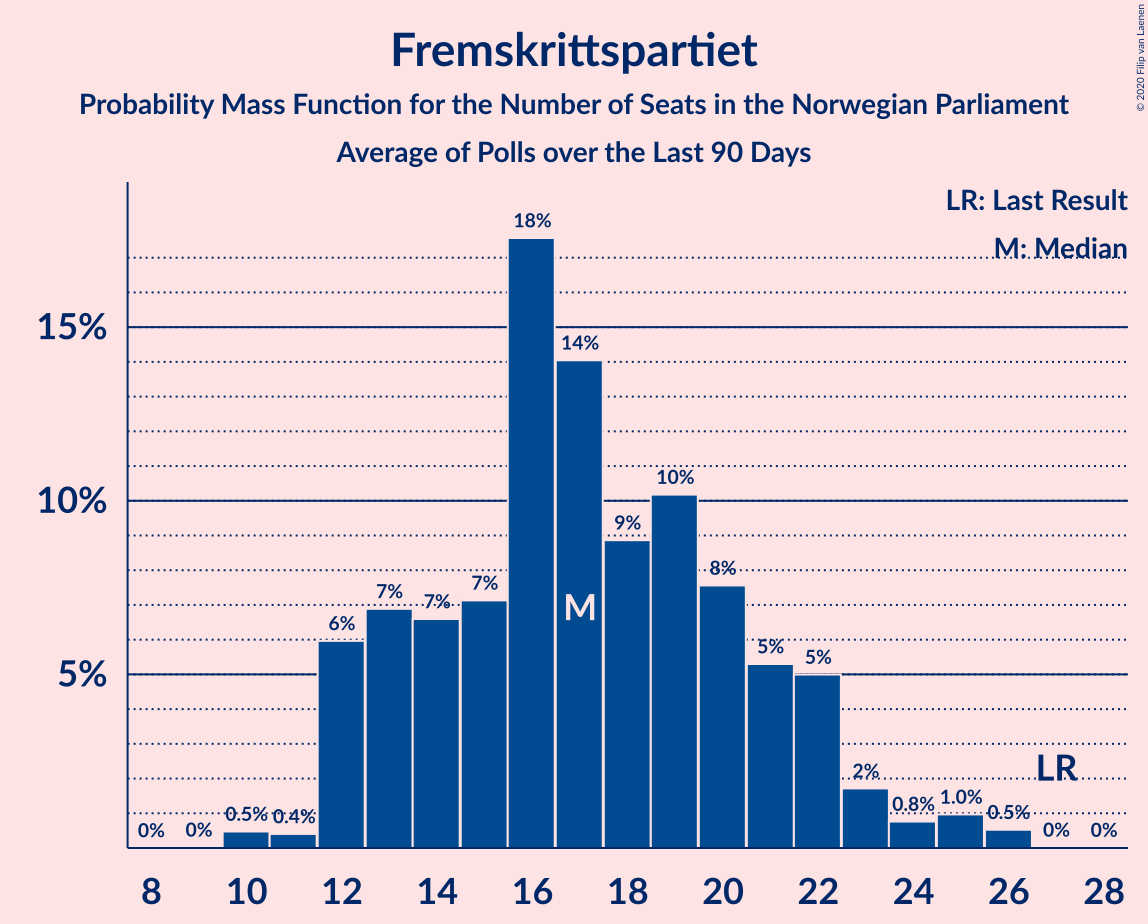 Fremskrittspartiet
Probability Mass Function for the Number of Seats in the Norwegian Parliament
Average of Polls over the Last 90 Days
© 2020 Filip van Laenen
LR: Last Result
M: Median
15%
10%
5%
0%
0%
0.5%
0.4%
6%
7%
7%
7%
18%
14%
9%
10%
8%
5%
5%
2%
0.8%
1.0%
0.5%
0%
0%
M
LR
8 10 12 14 16 18 20 22 24 26 28